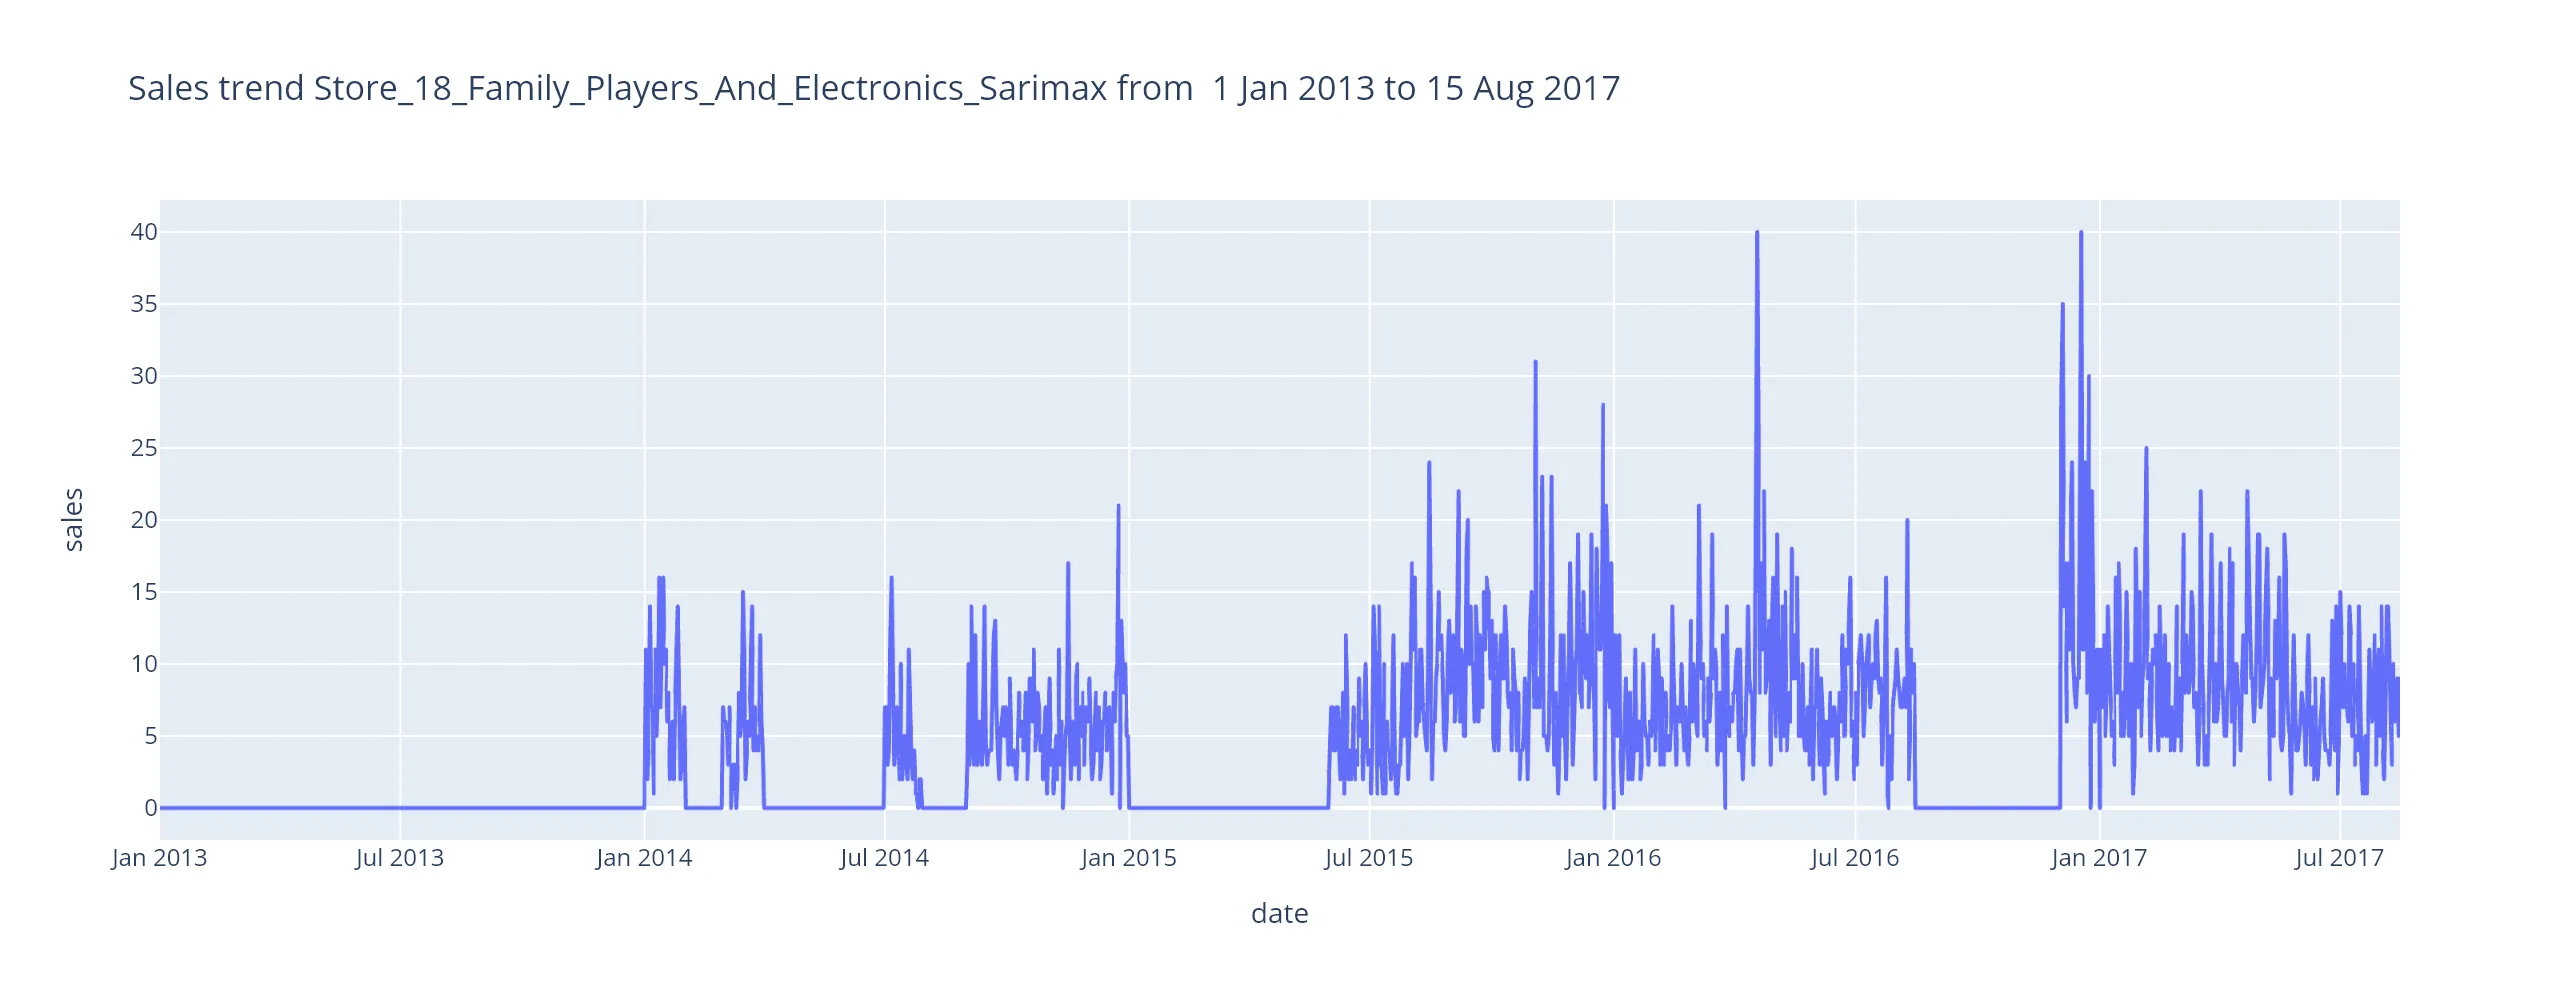 Sales trend Store_18_Family_Players_And_Electronics_Sarimax from  1 Jan 2013 to 15 Aug 2017
40
35
30
25
20
15
10
5
0
sales
Jan 2013 Jul 2013 Jan 2014 Jul 2014 Jan 2015 Jul 2015 Jan 2016 Jul 2016 Jan 2017 Jul 2017
date